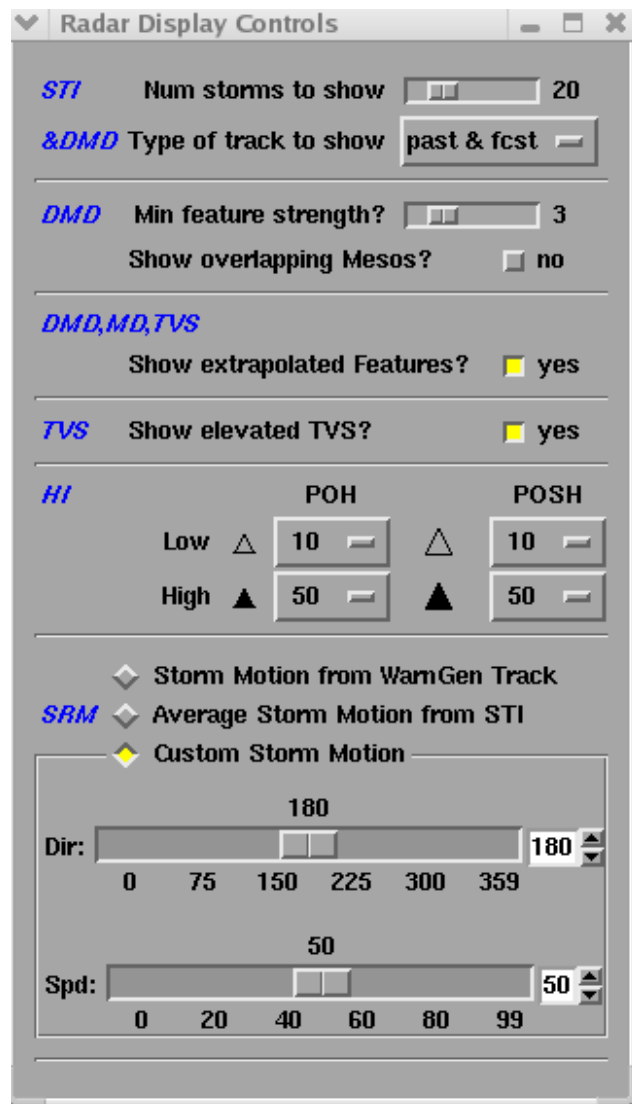 Radar Display Controls
STI Num storms to show 20
&DMD Type of track to show past & fcst
DMD Min feature strength? 3
Show overlapping Mesos? no
DMD,MD,TVS
Show extrapolated Features? yes
TVS Show elevated TVS? yes
HI POH POSH
Low 10 10
High 50 50
Storm Motion from WarnGen Track
SRM Average Storm Motion from STI
Custom Storm Motion
180
Dir: 180
0 75 150 225 300 359
50
Spd: 50
0 20 40 60 80 99